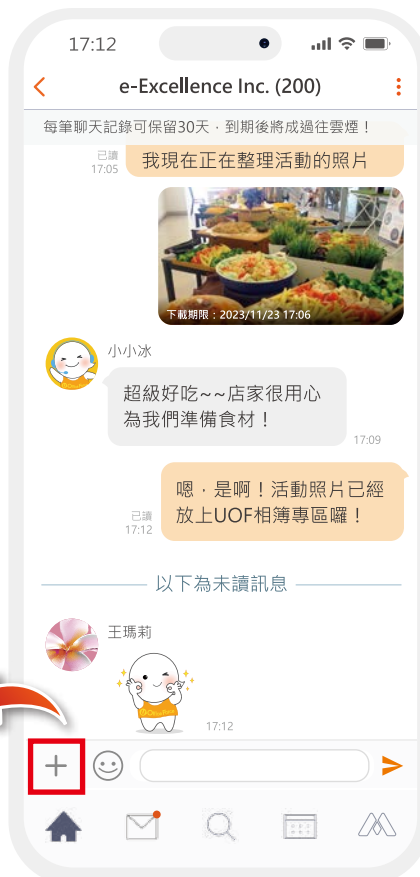 17:12
e-Excellence Inc. (200)
每筆聊天記錄可保留30天，到期後將成過往雲煙！
已讀
17:05
我現在正在整理活動的照片
下載期限：2023/11/23 17:06
小小冰
超級好吃~~店家很用心
為我們準備食材！
17:09
嗯，是啊！活動照片已經
放上UOF相簿專區囉！
已讀
17:12
以下為未讀訊息
王瑪莉
17:12